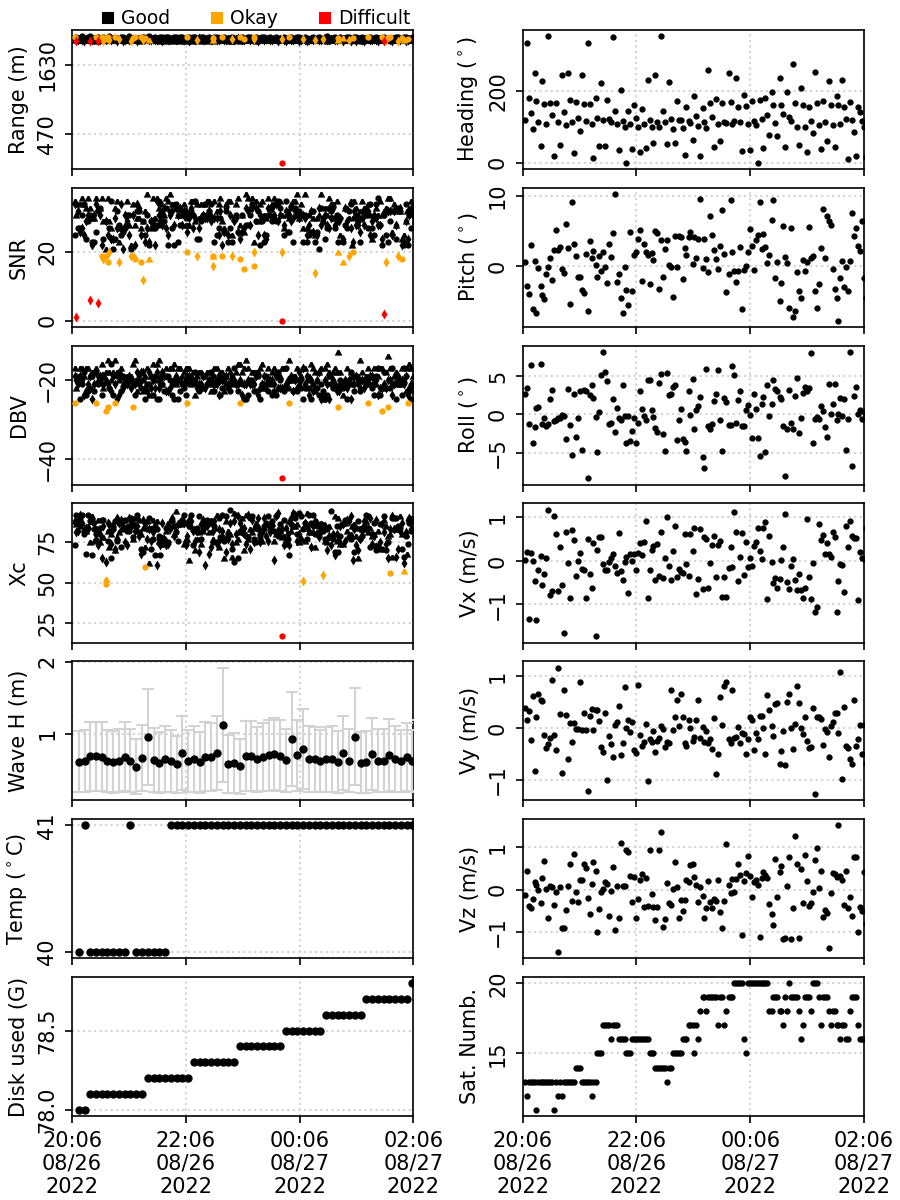 Good Okay Difficult
Range (m)
1630
470
Heading (°)
200
0
SNR
20
0
Pitch (°)
10
0
DBV
−20
−40
Roll (°)
5
0
−5
Xc
75
50
25
Vx (m/s)
1
0
−1
Wave H (m)
2
1
Vy (m/s)
1
0
−1
Temp (°C)
41
40
Vz (m/s)
1
0
−1
Disk used (G)
78.5
78.0
Sat. Numb.
20
15
20:06 22:06 00:06 02:06
08/26 08/26 08/27 08/27
2022 2022 2022 2022
20:06 22:06 00:06 02:06
08/26 08/26 08/27 08/27
2022 2022 2022 2022